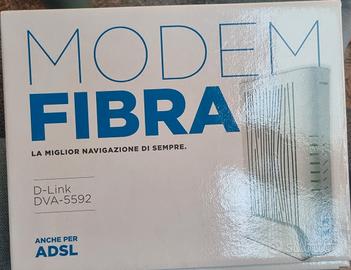 MODEM
FIBRA
LA MIGLIOR NAVIGAZIONE DI SEMPRE.
D-Link
DVA-5592
ANCHE PER
ADSL